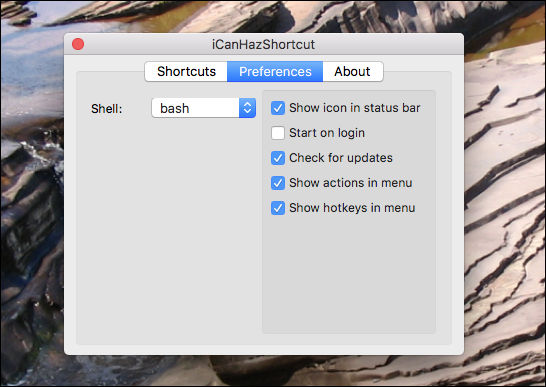 iCanHazShortcut
Shortcuts Preferences About
Shell: bash
Show icon in status bar
Start on login
Check for updates
Show actions in menu
Show hotkeys in menu